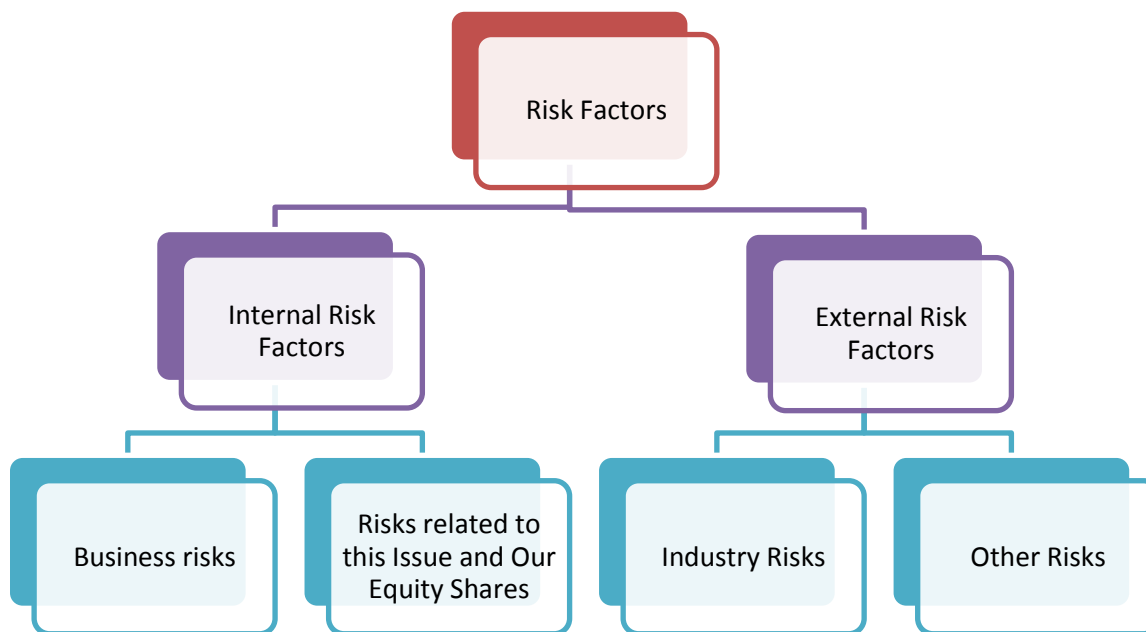 Risk Factors
Internal Risk
Factors
External Risk
Factors
Business risks
Risks related to
this Issue and Our
Equity Shares
Industry Risks
Other Risks